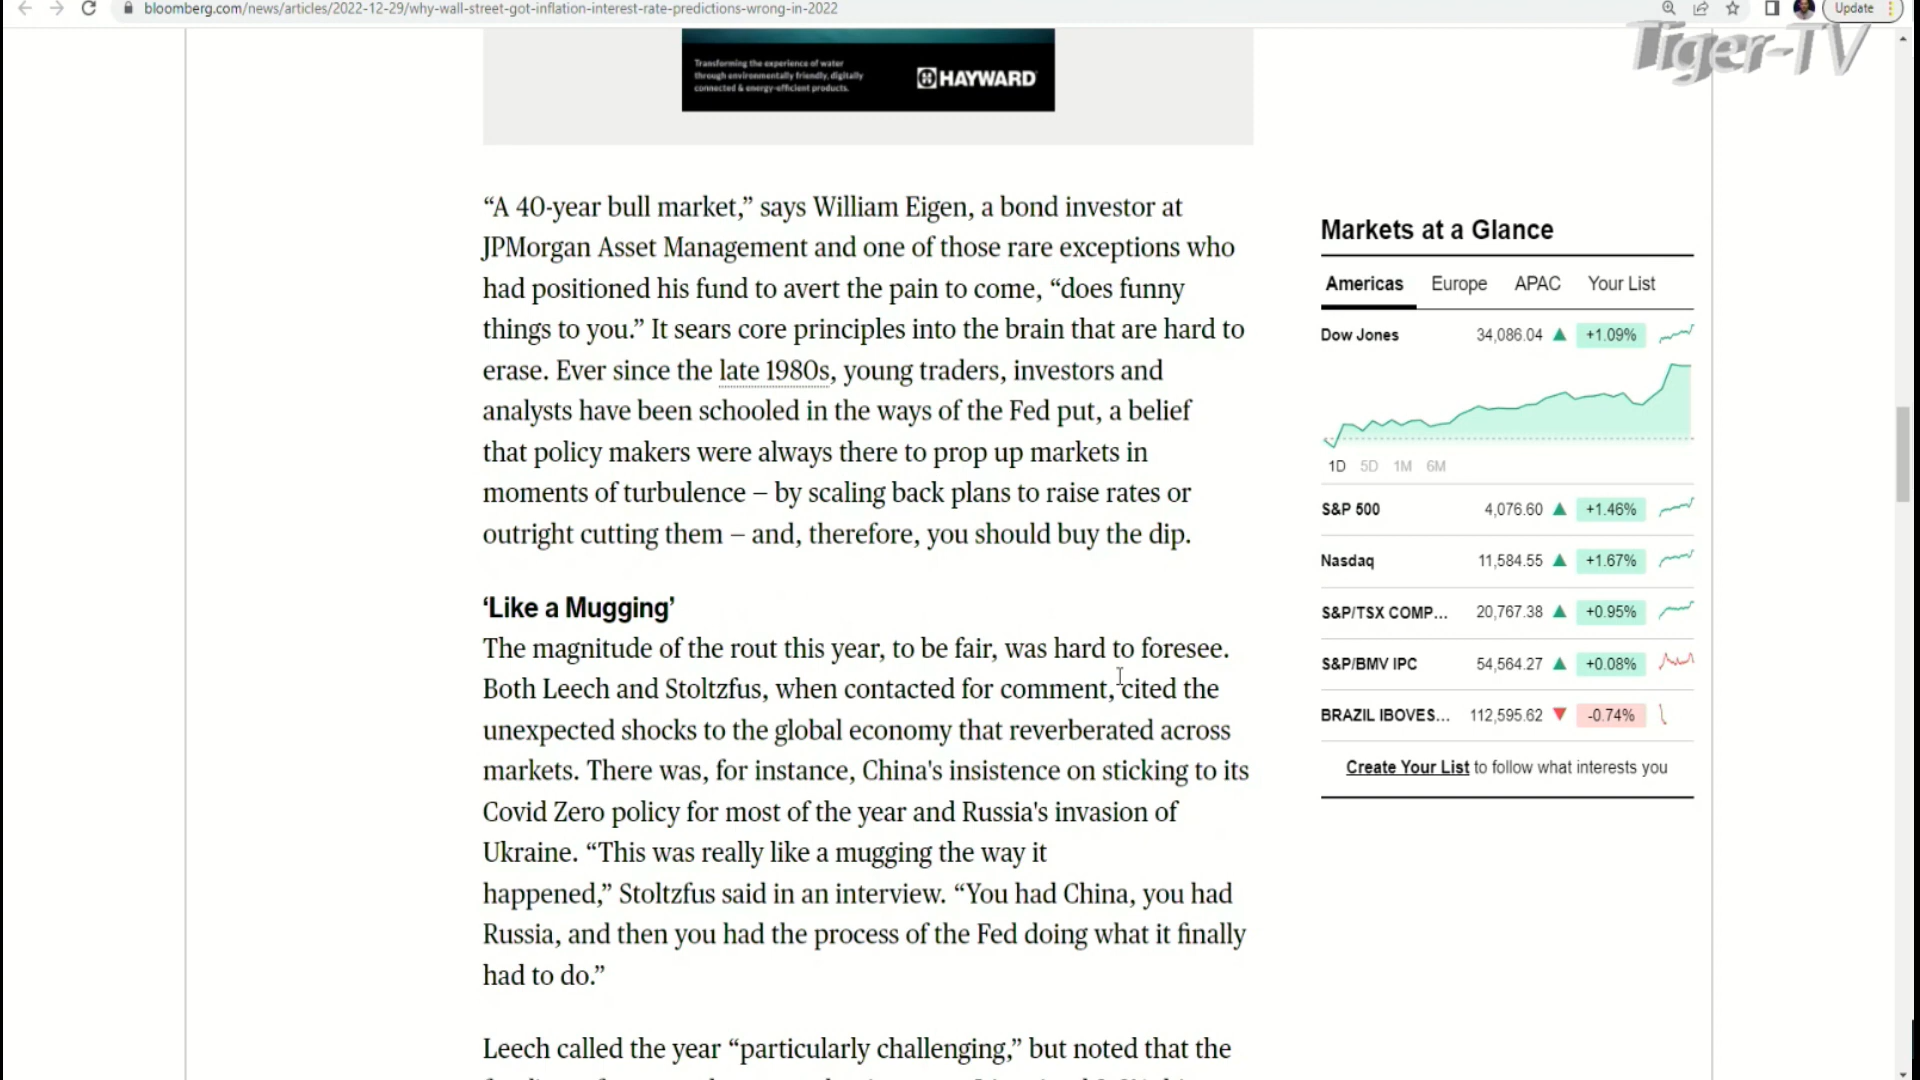 bloomberg.com/news/articles/2022-12-29/why-wall-street-got-inflation-interest-rate-predictions-wrong-in-2022
Update
Tiger-TV
Transforming the experience of water
through environmentally friendly, digitally
connected & energy-efficient products.
HAYWARD
“A 40-year bull market,” says William Eigen, a bond investor at
JPMorgan Asset Management and one of those rare exceptions who
had positioned his fund to avert the pain to come, “does funny
things to you.” It sears core principles into the brain that are hard to
erase. Ever since the late 1980s, young traders, investors and
analysts have been schooled in the ways of the Fed put, a belief
that policy makers were always there to prop up markets in
moments of turbulence – by scaling back plans to raise rates or
outright cutting them – and, therefore, you should buy the dip.
‘Like a Mugging’
The magnitude of the rout this year, to be fair, was hard to foresee.
Both Leech and Stoltzfus, when contacted for comment, cited the
unexpected shocks to the global economy that reverberated across
markets. There was, for instance, China's insistence on sticking to its
Covid Zero policy for most of the year and Russia's invasion of
Ukraine. “This was really like a mugging the way it
happened,” Stoltzfus said in an interview. “You had China, you had
Russia, and then you had the process of the Fed doing what it finally
had to do.”
Leech called the year “particularly challenging,” but noted that the
Markets at a Glance
Americas Europe APAC Your List
Dow Jones 34,086.04 ▲ +1.09%
1D 5D 1M 6M
S&P 500 4,076.60 ▲ +1.46%
Nasdaq 11,584.55 ▲ +1.67%
S&P/TSX COMP... 20,767.38 ▲ +0.95%
S&P/BMV IPC 54,564.27 ▲ +0.08%
BRAZIL IBOVES... 112,595.62 ▼ -0.74%
Create Your List to follow what interests you